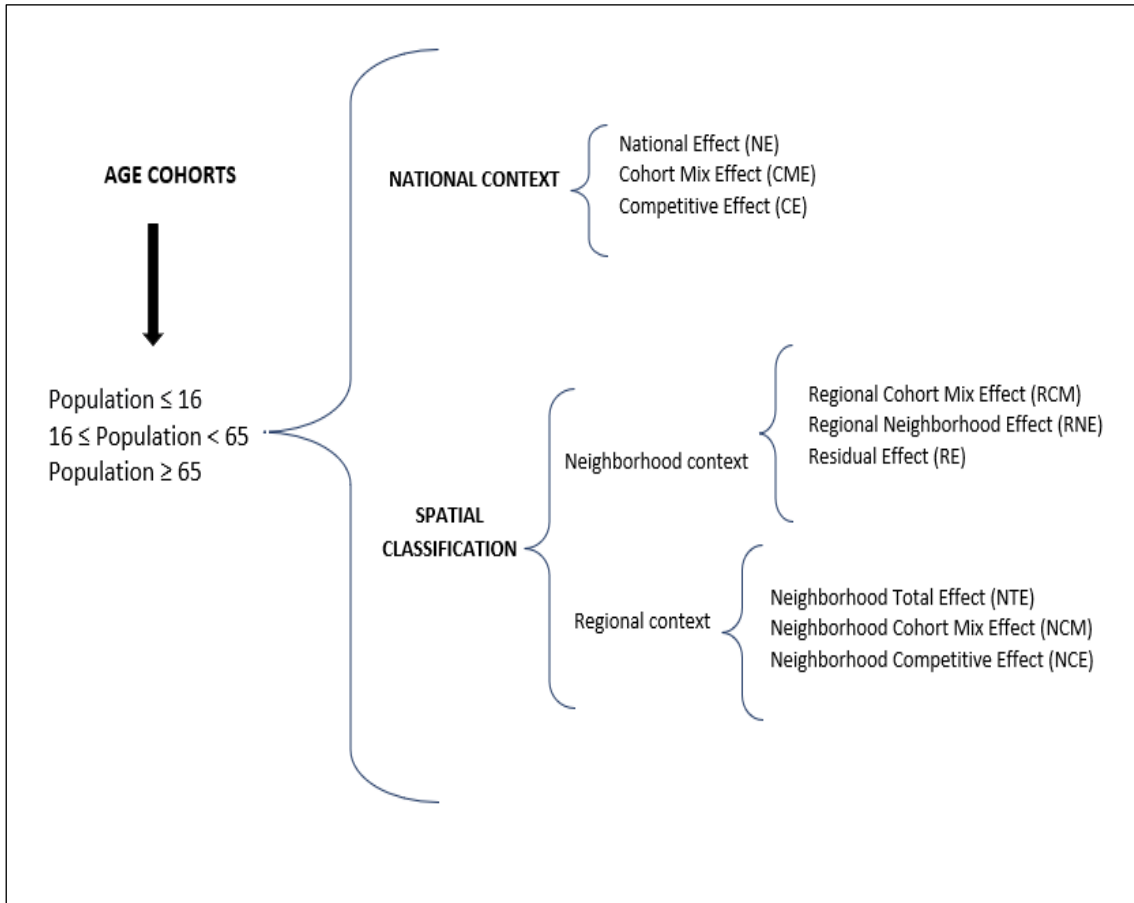 AGE COHORTS
Population ≤ 16
16 ≤ Population < 65
Population ≥ 65
NATIONAL CONTEXT
National Effect (NE)
Cohort Mix Effect (CME)
Competitive Effect (CE)
SPATIAL
CLASSIFICATION
Neighborhood context
Regional Cohort Mix Effect (RCM)
Regional Neighborhood Effect (RNE)
Residual Effect (RE)
Regional context
Neighborhood Total Effect (NTE)
Neighborhood Cohort Mix Effect (NCM)
Neighborhood Competitive Effect (NCE)